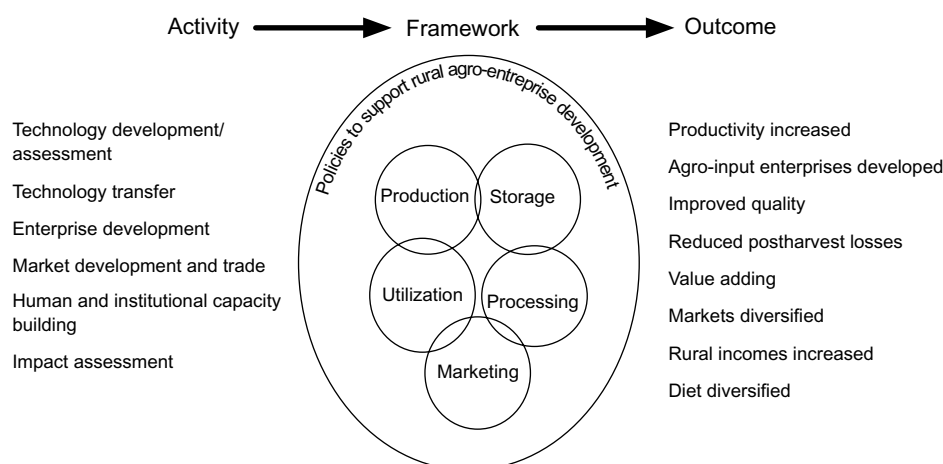 Activity
Framework
Outcome
Technology development/
assessment
Technology transfer
Enterprise development
Market development and trade
Human and institutional capacity
building
Impact assessment
Policies to support rural agro-entreprise development
Production
Storage
Utilization
Processing
Marketing
Productivity increased
Agro-input enterprises developed
Improved quality
Reduced postharvest losses
Value adding
Markets diversified
Rural incomes increased
Diet diversified